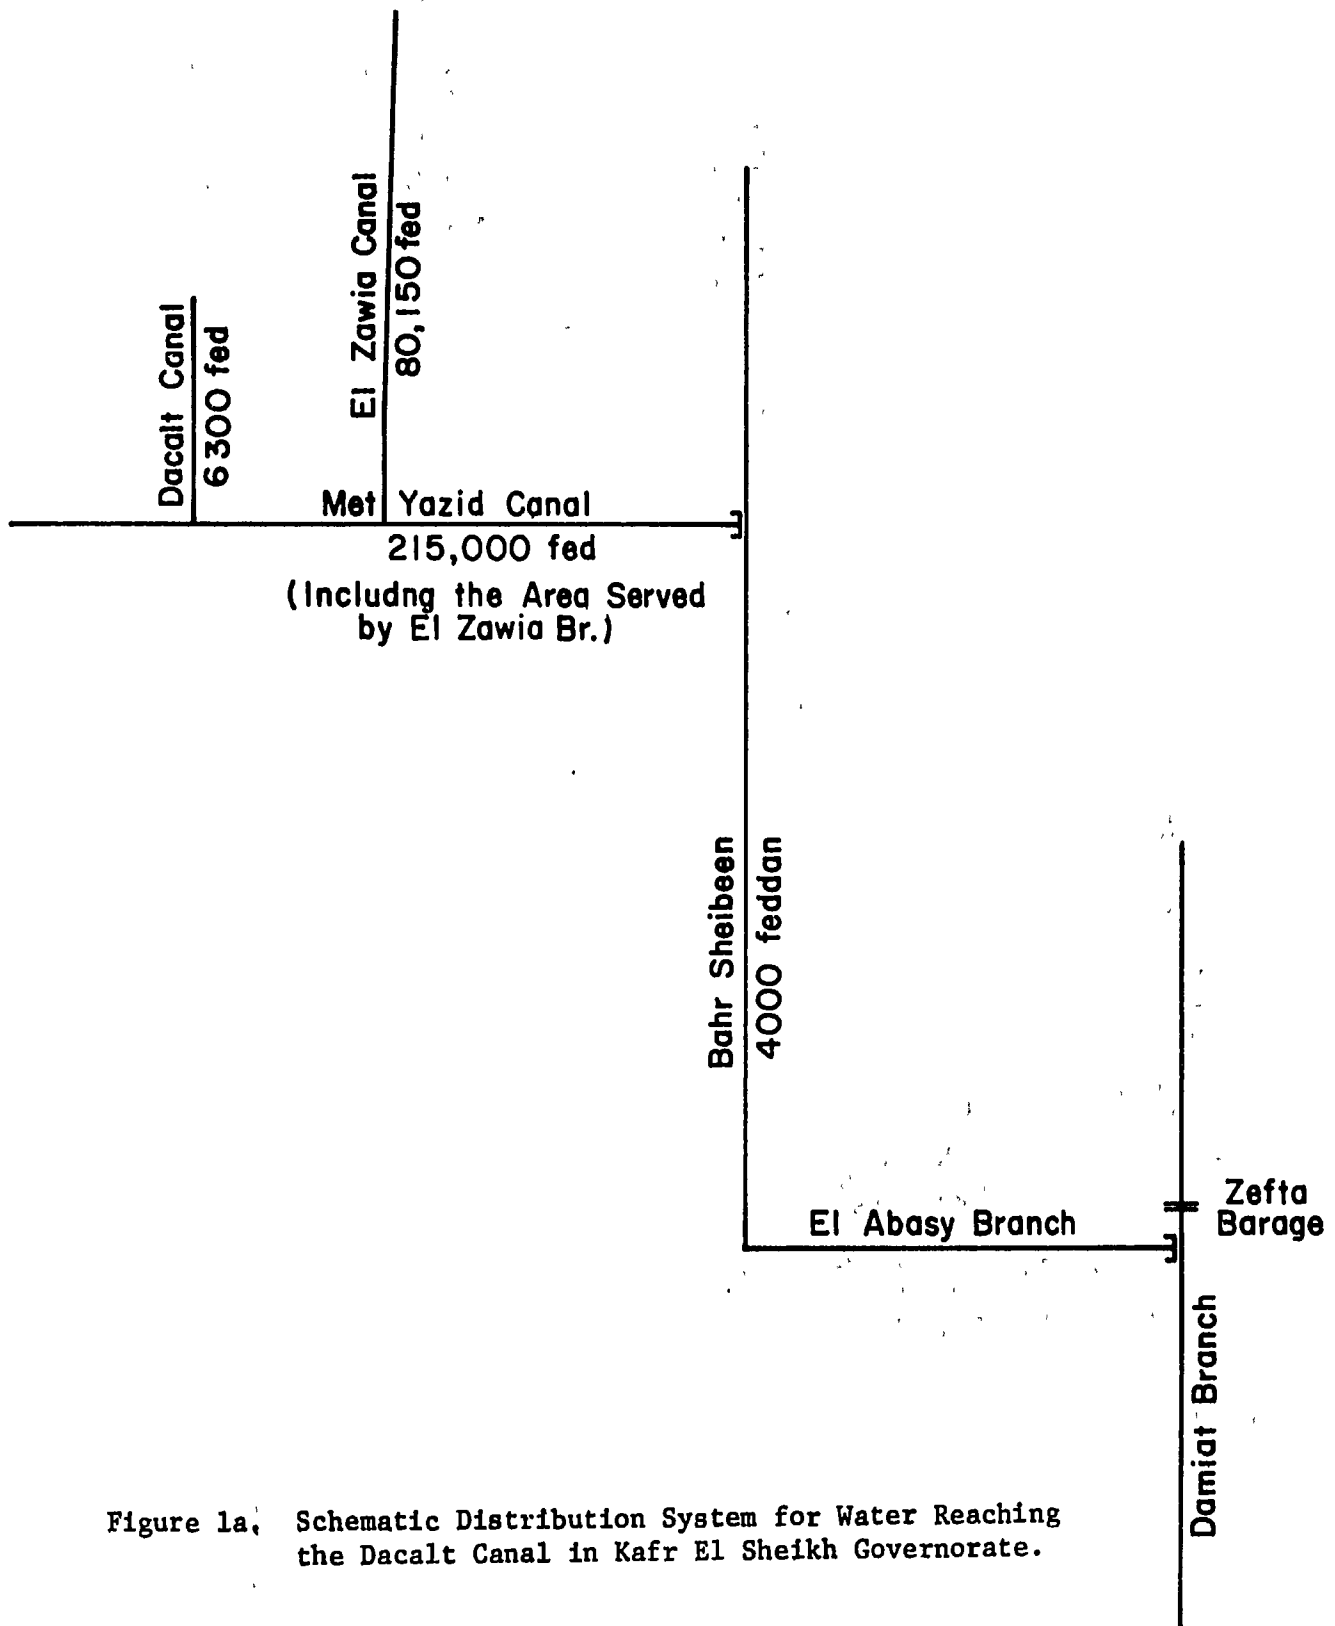 El Zawia Canal
80,150 fed
Dacalt Canal
6300 fed
Met Yazid Canal
215,000 fed
(Includng the Area Served
by El Zawia Br.)
Bahr Sheibeen
4000 feddan
El Abasy Branch
Zefta
Barage
Damiat Branch
Figure 1a. Schematic Distribution System for Water Reaching
the Dacalt Canal in Kafr El Sheikh Governorate.